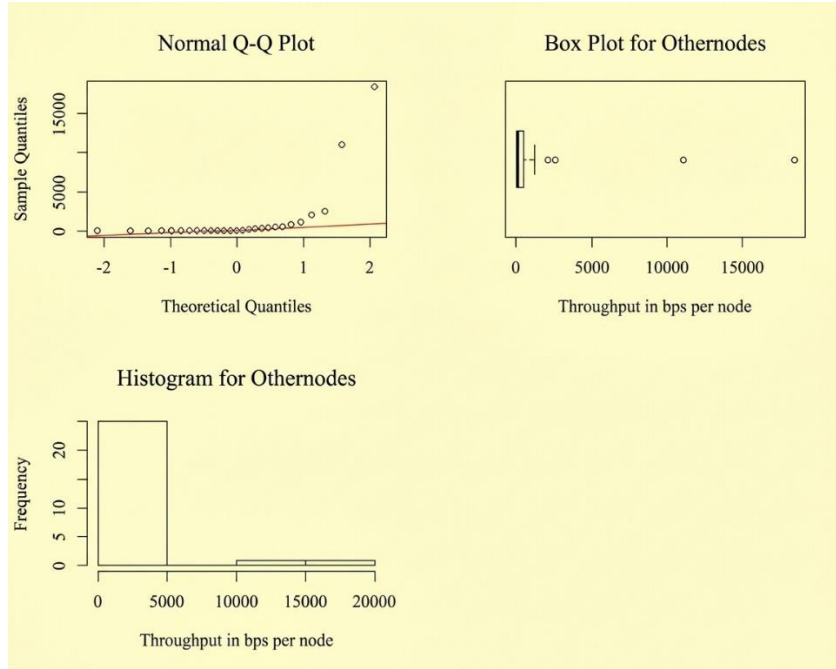 Normal Q-Q Plot
Sample Quantiles
15000
5000
0
-2 -1 0 1 2
Theoretical Quantiles
Box Plot for Othernodes
0 5000 10000 15000
Throughput in bps per node
Histogram for Othernodes
Frequency
20
10
5
0
0 5000 10000 15000 20000
Throughput in bps per node